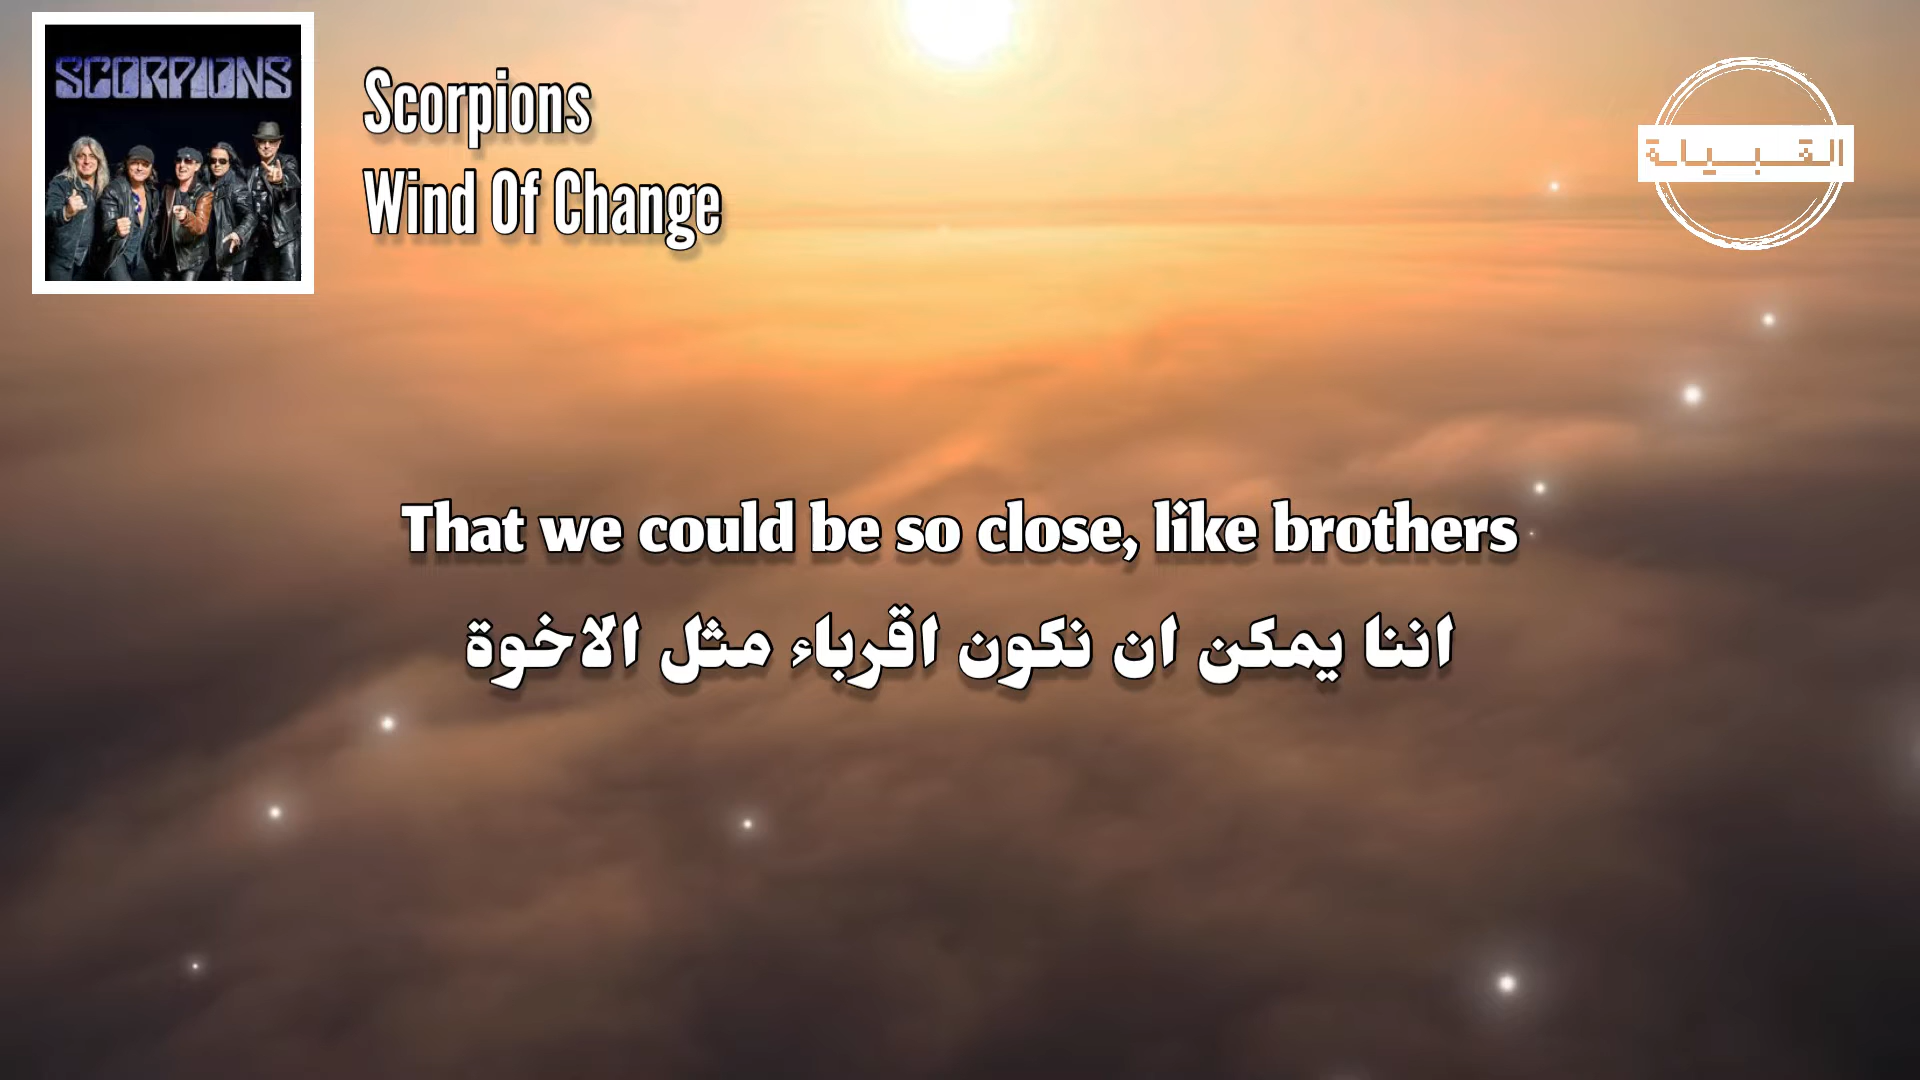 SCORPIONS
Scorpions
Wind Of Change
القبيلة
That we could be so close, like brothers
اننا يمكن ان نكون اقرباء مثل الاخوة